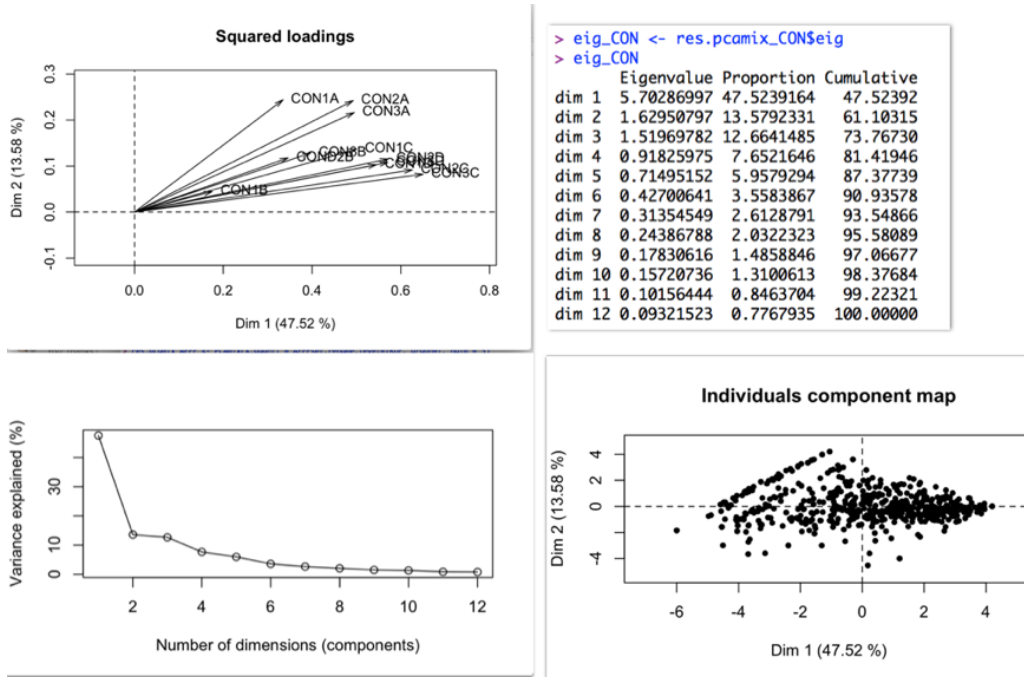 Squared loadings
0.3
0.2
0.1
0.0
-0.1
Dim 2 (13.58 %)
CON1A
CON2A
CON3A
CON1C
COND2B
CON1B
CON3C
0.0 0.2 0.4 0.6 0.8
Dim 1 (47.52 %)
> eig_CON <- res.pcamix_CON$eig
> eig_CON
Eigenvalue Proportion Cumulative
dim 1 5.70286997 47.5239164 47.52392
dim 2 1.62950797 13.5792331 61.10315
dim 3 1.51969782 12.6641485 73.76730
dim 4 0.91825975 7.6521646 81.41946
dim 5 0.71495152 5.9579294 87.37739
dim 6 0.42700641 3.5583867 90.93578
dim 7 0.31354549 2.6128791 93.54866
dim 8 0.24386788 2.0322323 95.58089
dim 9 0.17830616 1.4858846 97.06677
dim 10 0.15720736 1.3100613 98.37684
dim 11 0.10156444 0.8463704 99.22321
dim 12 0.09321523 0.7767935 100.00000
Variance explained (%)
30
10
0
2 4 6 8 10 12
Number of dimensions (components)
Individuals component map
Dim 2 (13.58 %)
4
2
0
-4
-6 -4 -2 0 2 4
Dim 1 (47.52 %)